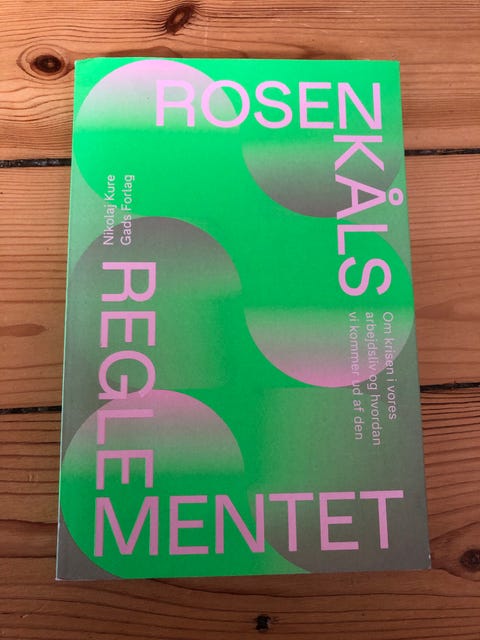 ROSEN
KÅLS
REGLE
MENTET
Nikolaj Kure
Gads Forlag
Om krisen i vores
arbejdsliv og hvordan
vi kommer ud af den